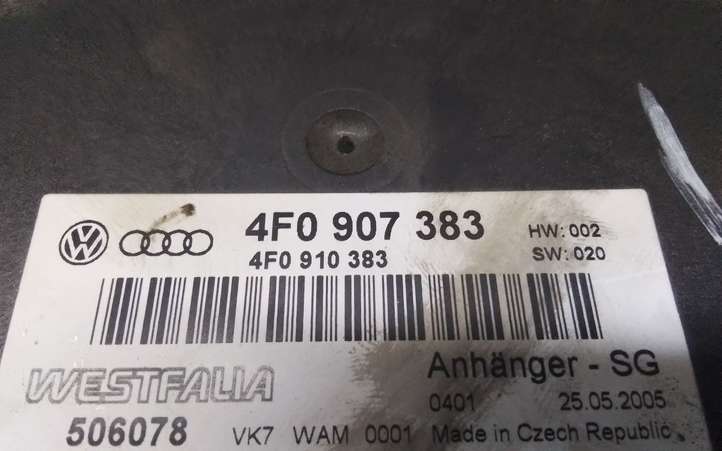 4F0 907 383 HW: 002
4F0 910 383 SW: 020
WESTFALIA Anhänger - SG
0401 25.05.2005
506078 VK7 WAM 0001 Made in Czech Republic